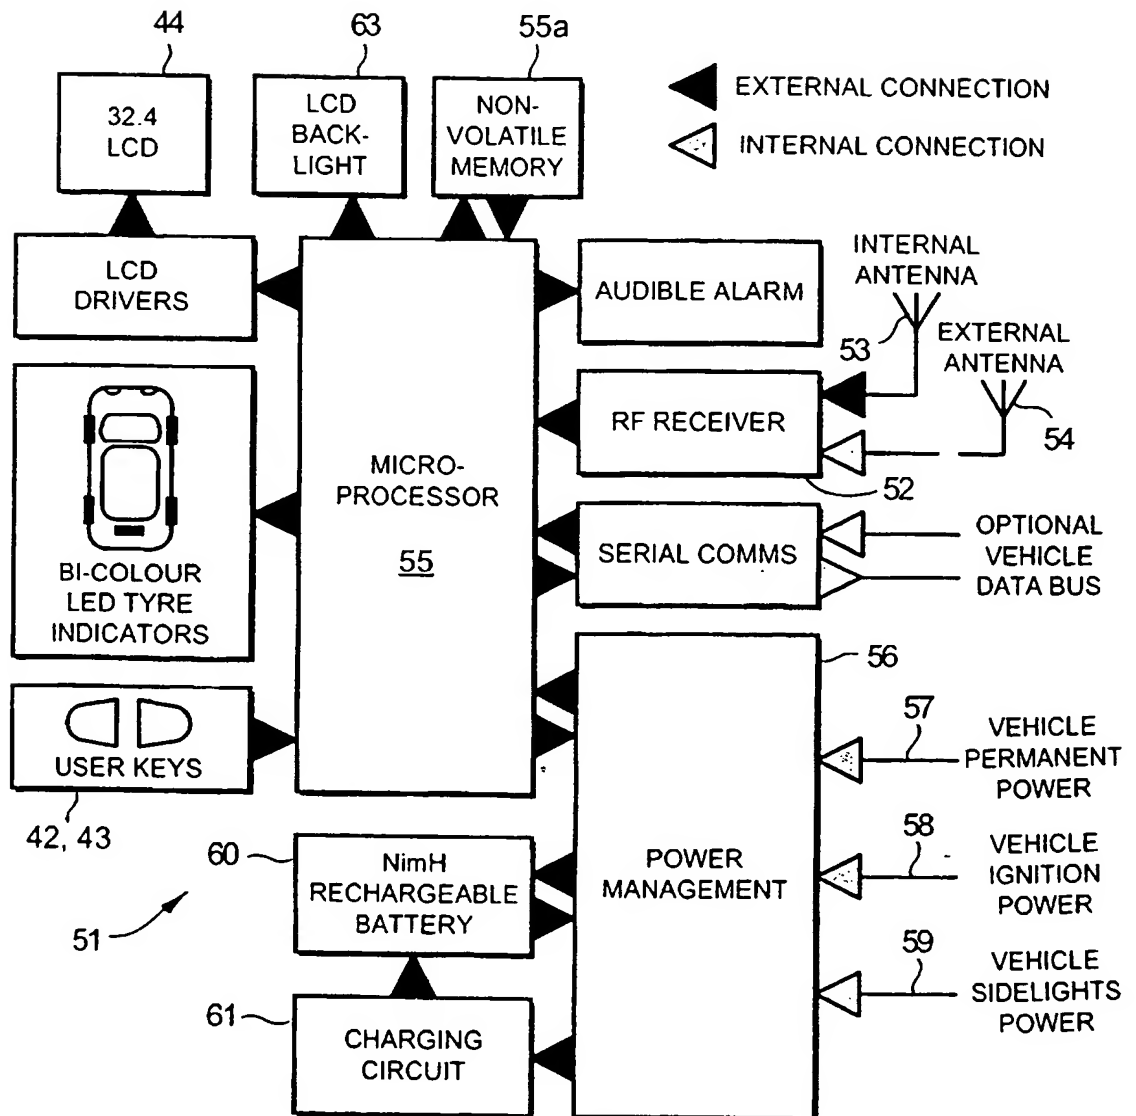 44
63
55a
32.4
LCD
LCD
BACK-
LIGHT
NON-
VOLATILE
MEMORY
EXTERNAL CONNECTION
INTERNAL CONNECTION
LCD
DRIVERS
AUDIBLE ALARM
INTERNAL
ANTENNA
53
EXTERNAL
ANTENNA
54
RF RECEIVER
52
MICRO-
PROCESSOR
55
BI-COLOUR
LED TYRE
INDICATORS
SERIAL COMMS
OPTIONAL
VEHICLE
DATA BUS
USER KEYS
42, 43
56
57
VEHICLE
PERMANENT
POWER
60
NimH
RECHARGEABLE
BATTERY
POWER
MANAGEMENT
58
VEHICLE
IGNITION
POWER
51
59
VEHICLE
SIDELIGHTS
POWER
61
CHARGING
CIRCUIT